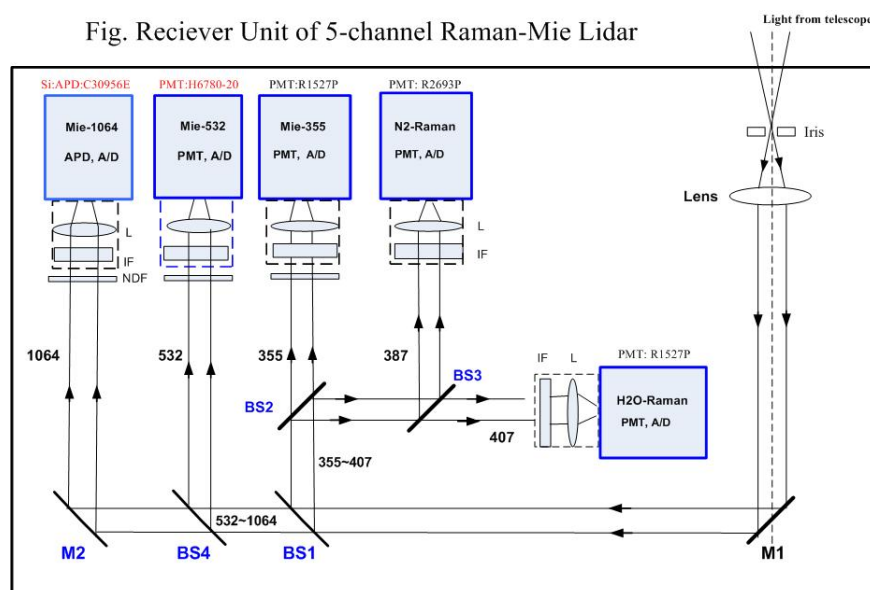 Fig. Reciever Unit of 5-channel Raman-Mie Lidar
Light from telescope
Si:APD:C30956E
PMT:H6780-20
PMT:R1527P
PMT: R2693P
Mie-1064
APD, A/D
Mie-532
PMT, A/D
Mie-355
PMT, A/D
N2-Raman
PMT, A/D
Iris
Lens
L
IF
NDF
L
IF
1064
532
355
387
BS3
BS2
IF
L
PMT: R1527P
H2O-Raman
PMT, A/D
407
355~407
532~1064
M2
BS4
BS1
M1